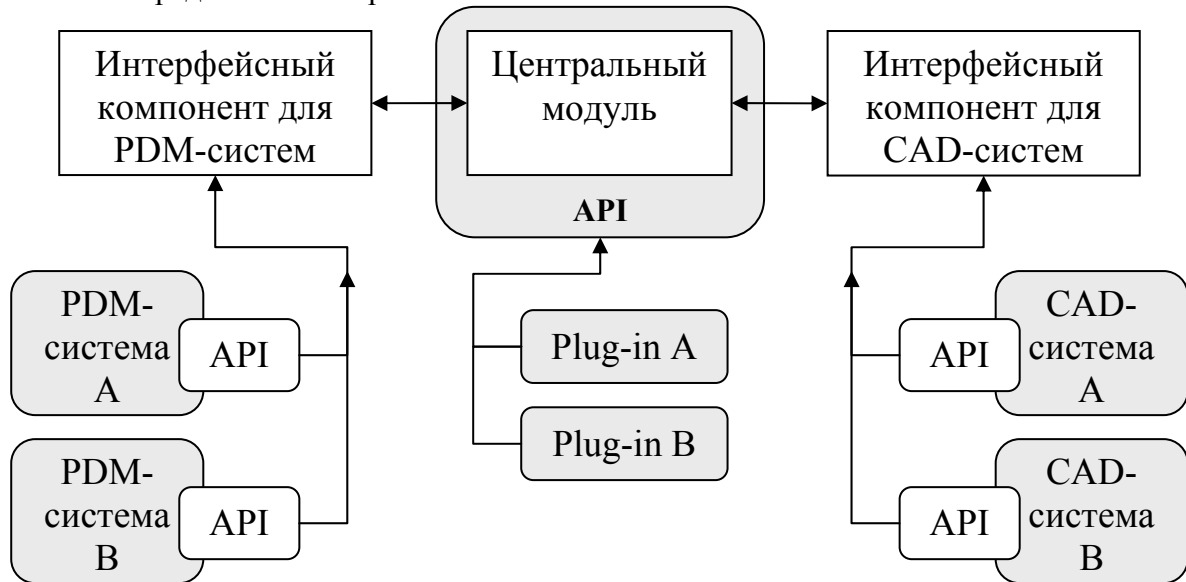 Интерфейсный
компонент для
PDM-систем
Центральный
модуль
API
Интерфейсный
компонент для
CAD-систем
PDM-
система
A
API
PDM-
система
B
API
Plug-in A
Plug-in B
CAD-
система
A
API
CAD-
система
B
API